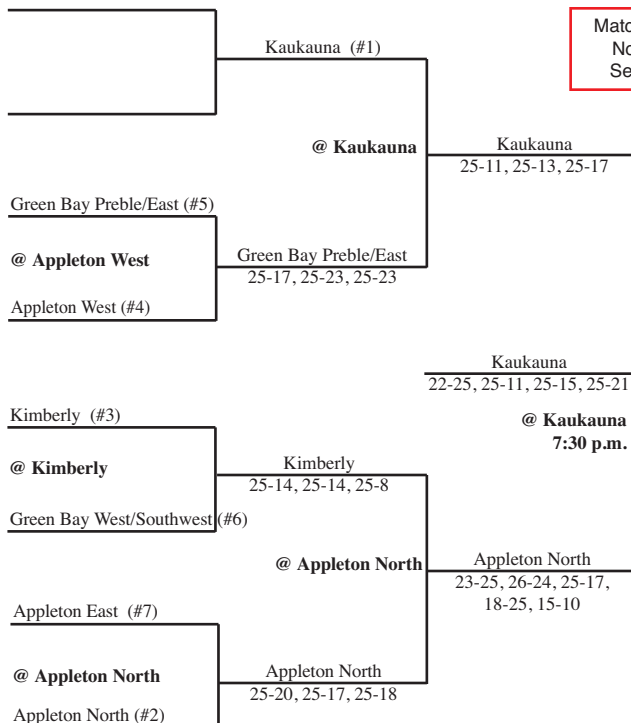 Kaukauna (#1)
@ Kaukauna
Kaukauna
25-11, 25-13, 25-17
Green Bay Preble/East (#5)
@ Appleton West
Green Bay Preble/East
25-17, 25-23, 25-23
Appleton West (#4)
Kaukauna
22-25, 25-11, 25-15, 25-21
@ Kaukauna
7:30 p.m.
Kimberly (#3)
@ Kimberly
Kimberly
25-14, 25-14, 25-8
Green Bay West/Southwest (#6)
@ Appleton North
Appleton North
23-25, 26-24, 25-17,
18-25, 15-10
Appleton East (#7)
@ Appleton North
Appleton North
25-20, 25-17, 25-18
Appleton North (#2)